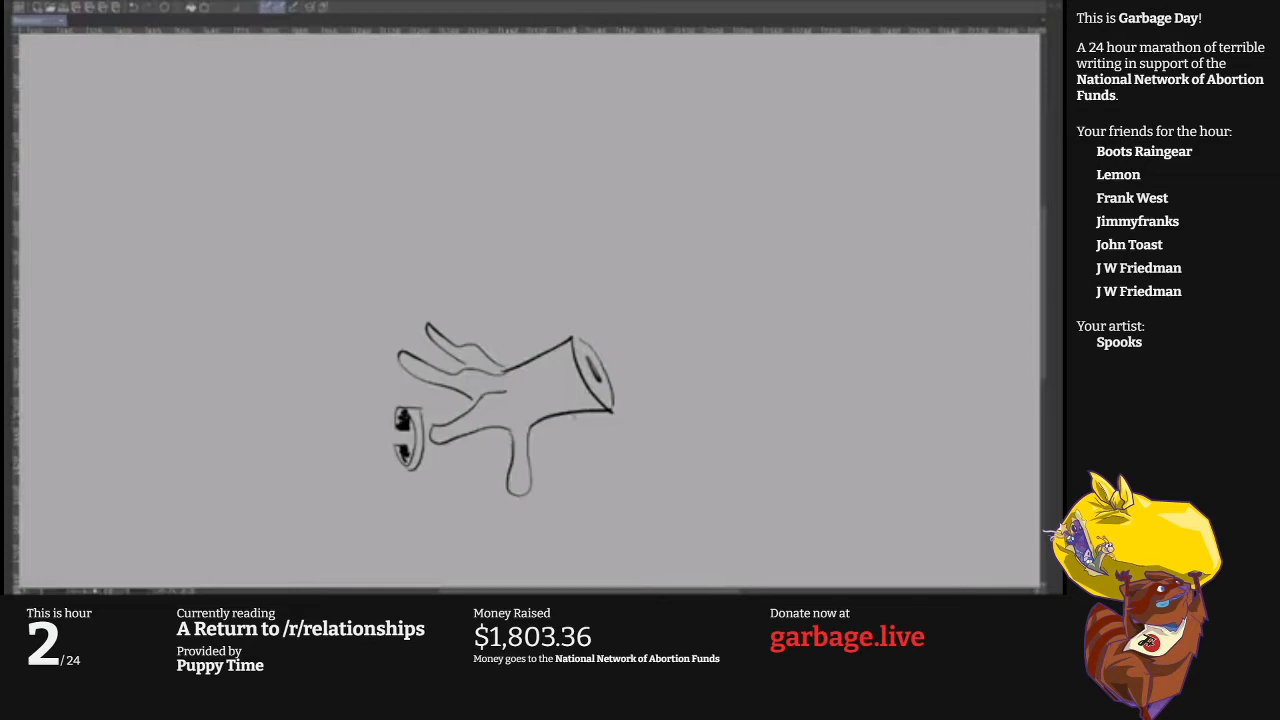 This is Garbage Day!
A 24 hour marathon of terrible
writing in support of the
National Network of Abortion
Funds.
Your friends for the hour:
Boots Raingear
Lemon
Frank West
Jimmyfranks
John Toast
J W Friedman
J W Friedman
Your artist:
Spooks
This is hour
2/24
Currently reading
A Return to /r/relationships
Provided by
Puppy Time
Money Raised
$1,803.36
Money goes to the National Network of Abortion Funds
Donate now at
garbage.live